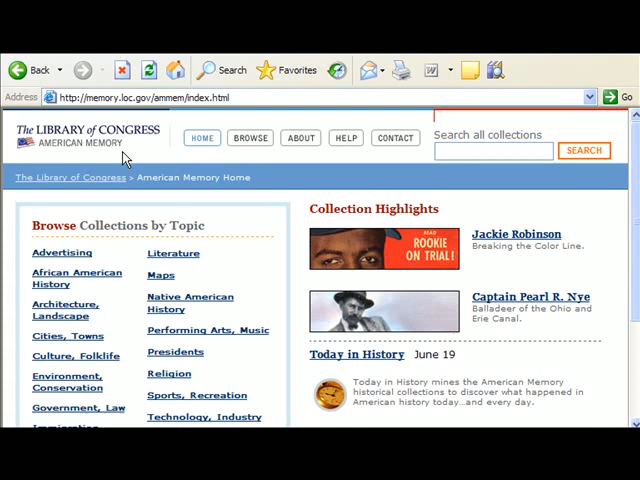 Back
Search
Favorites
Address http://memory.loc.gov/ammem/index.html Go
The LIBRARY of CONGRESS
AMERICAN MEMORY
HOME BROWSE ABOUT HELP CONTACT
Search all collections
SEARCH
The Library of Congress > American Memory Home
Browse Collections by Topic
Advertising
African American
History
Architecture,
Landscape
Cities, Towns
Culture, Folklife
Environment,
Conservation
Government, Law
Immigration
Literature
Maps
Native American
History
Performing Arts, Music
Presidents
Religion
Sports, Recreation
Technology, Industry
Collection Highlights
READ
ROOKIE
ON TRIAL!
Jackie Robinson
Breaking the Color Line.
Captain Pearl R. Nye
Balladeer of the Ohio and
Erie Canal.
Today in History June 19
Today in History mines the American Memory
historical collections to discover what happened in
American history today...and every day.